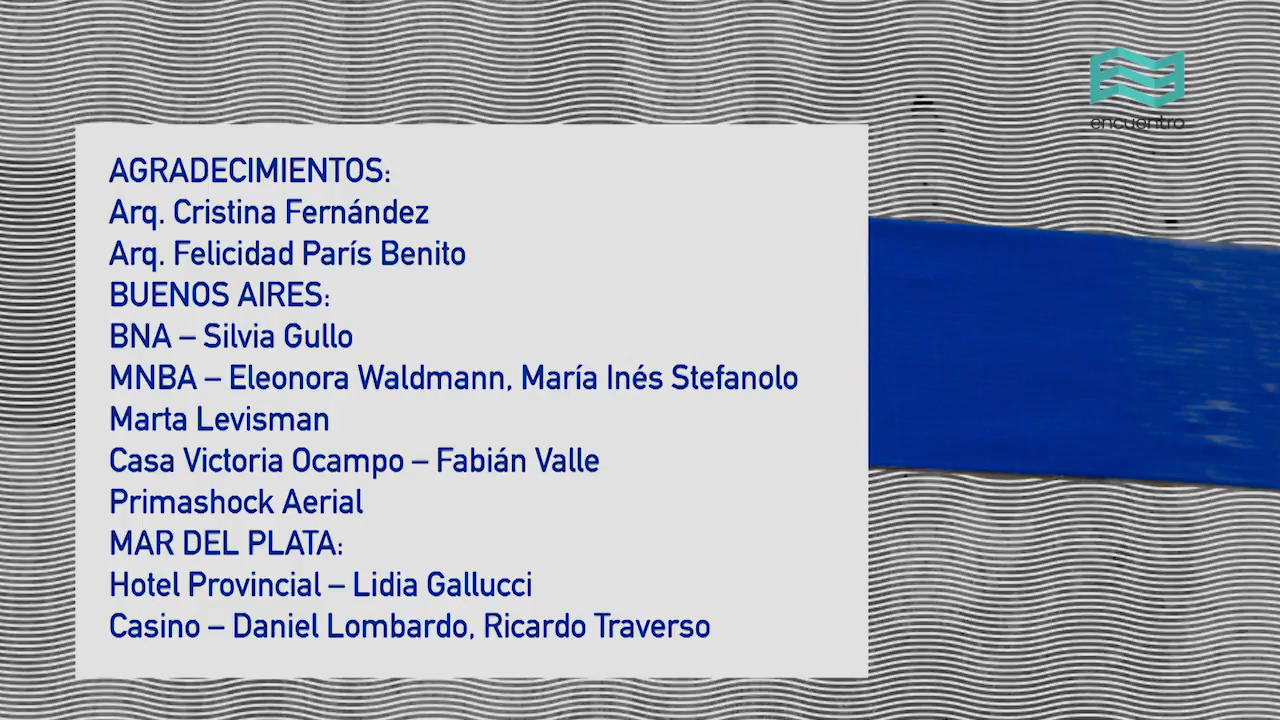 encuentro
AGRADECIMIENTOS:
Arq. Cristina Fernández
Arq. Felicidad París Benito
BUENOS AIRES:
BNA – Silvia Gullo
MNBA – Eleonora Waldmann, María Inés Stefanolo
Marta Levisman
Casa Victoria Ocampo – Fabián Valle
Primashock Aerial
MAR DEL PLATA:
Hotel Provincial – Lidia Gallucci
Casino – Daniel Lombardo, Ricardo Traverso